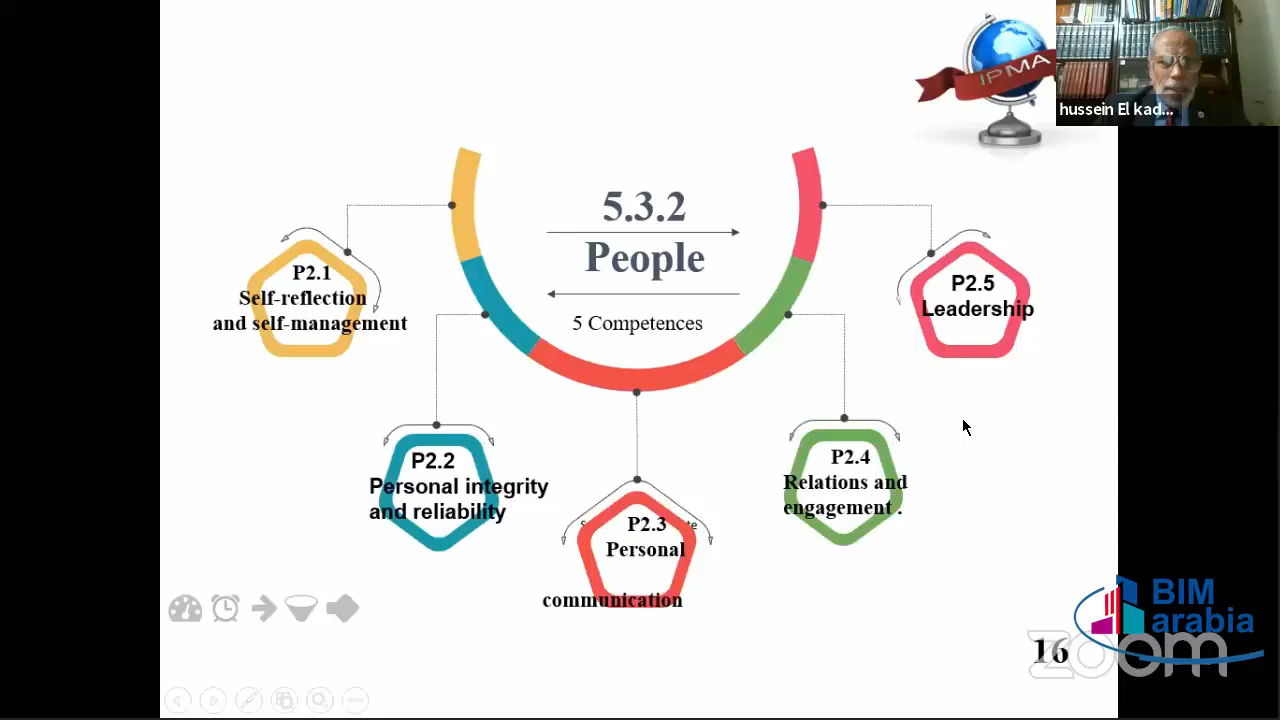 IPMA
hussein El kad...
5.3.2
People
5 Competences
P2.1
Self-reflection
and self-management
P2.2
Personal integrity
and reliability
P2.3
Personal
communication
P2.4
Relations and
engagement .
P2.5
Leadership
BIM
arabia
16
zoom